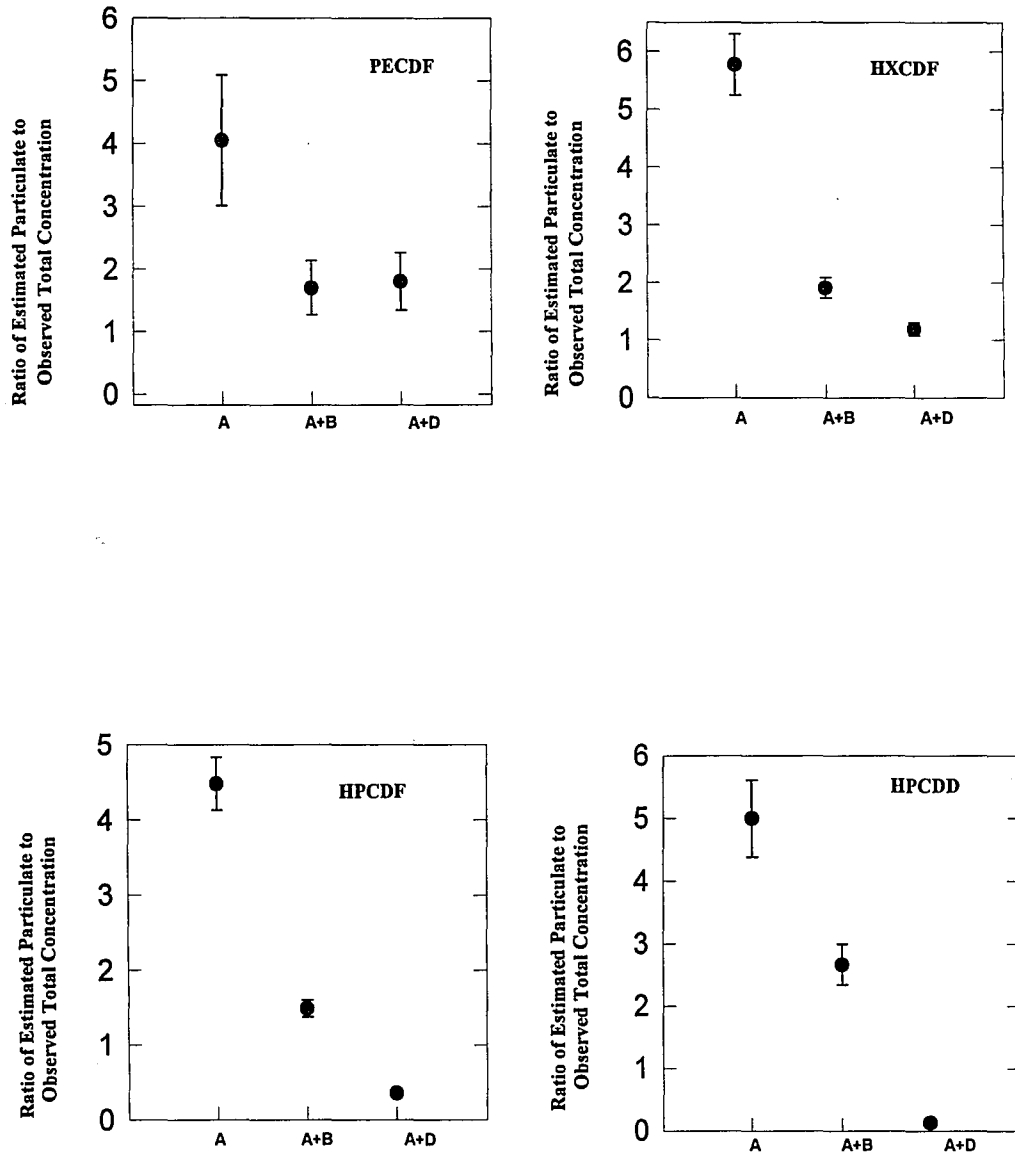 Ratio of Estimated Particulate to
Observed Total Concentration
6
5
4
3
2
1
0
PECDF
A
A+B
A+D
Ratio of Estimated Particulate to
Observed Total Concentration
6
5
4
3
2
1
0
HXCDF
A
A+B
A+D
Ratio of Estimated Particulate to
Observed Total Concentration
5
4
3
2
1
0
HPCDF
A
A+B
A+D
Ratio of Estimated Particulate to
Observed Total Concentration
6
5
4
3
2
1
0
HPCDD
A
A+B
A+D